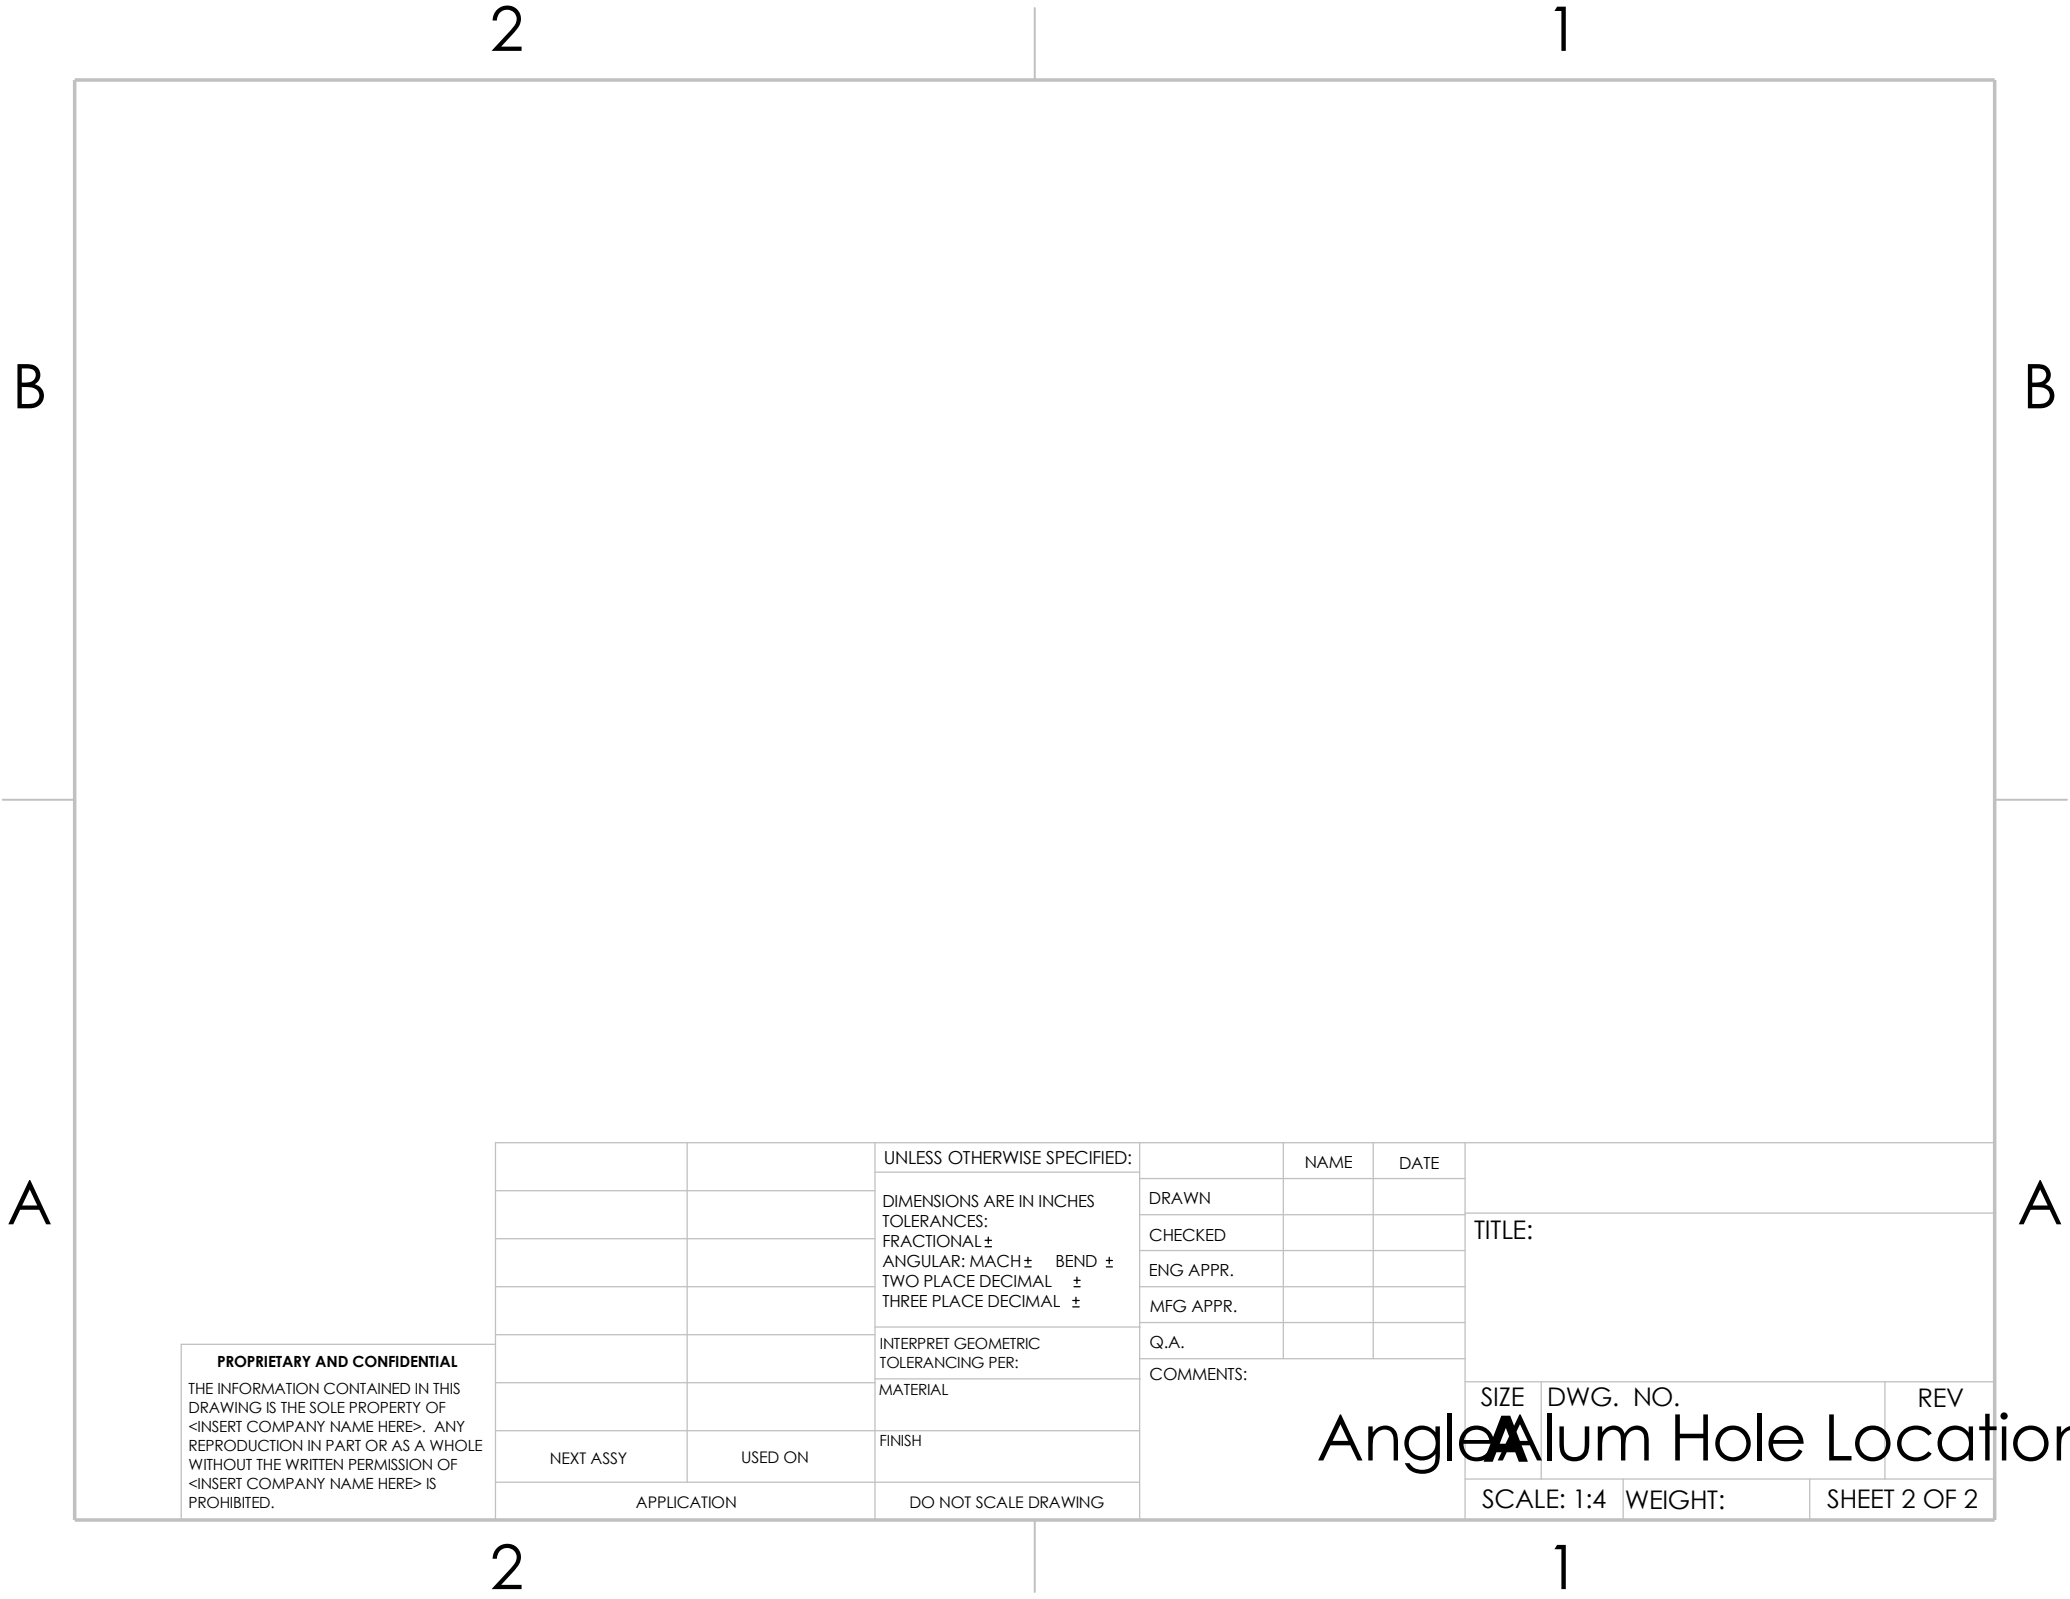 2
1
B
B
A
A
UNLESS OTHERWISE SPECIFIED:
DIMENSIONS ARE IN INCHES
TOLERANCES:
FRACTIONAL ±
ANGULAR: MACH ± BEND ±
TWO PLACE DECIMAL ±
THREE PLACE DECIMAL ±
INTERPRET GEOMETRIC
TOLERANCING PER:
MATERIAL
FINISH
DO NOT SCALE DRAWING
NAME DATE
DRAWN
CHECKED
ENG APPR.
MFG APPR.
Q.A.
COMMENTS:
TITLE:
SIZE DWG. NO. REV
A
Angle Alum Hole Location
SCALE: 1:4 WEIGHT: SHEET 2 OF 2
PROPRIETARY AND CONFIDENTIAL
THE INFORMATION CONTAINED IN THIS
DRAWING IS THE SOLE PROPERTY OF
<INSERT COMPANY NAME HERE>. ANY
REPRODUCTION IN PART OR AS A WHOLE
WITHOUT THE WRITTEN PERMISSION OF
<INSERT COMPANY NAME HERE> IS
PROHIBITED.
NEXT ASSY USED ON
APPLICATION
2
1